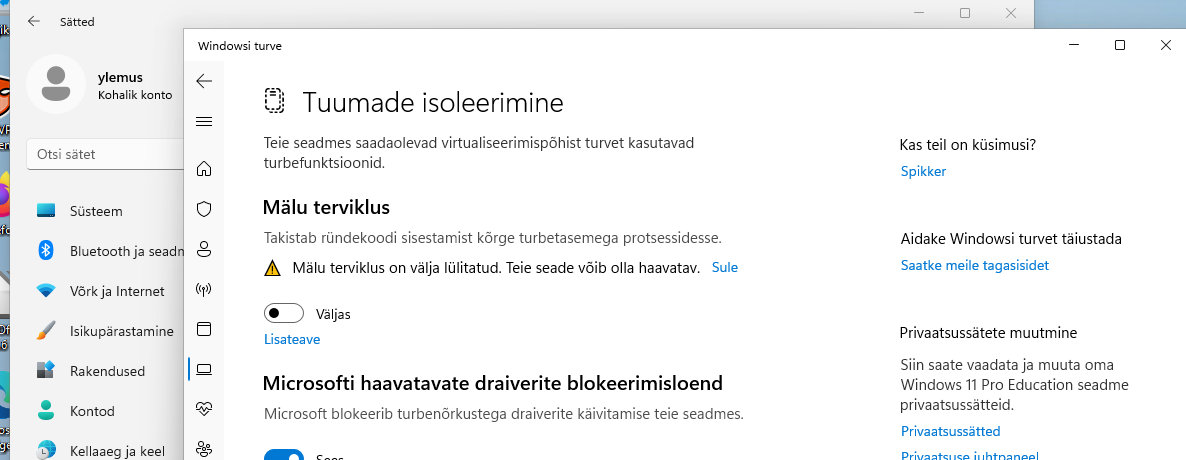 Sätted
ylemus
Kohalik konto
Otsi sätet
Süsteem
Bluetooth ja seadm
Võrk ja Internet
Isikupärastamine
Rakendused
Kontod
Kellaaeg ja keel
Windowsi turve
Tuumade isoleerimine
Teie seadmes saadaolevad virtualiseerimispõhist turvet kasutavad
turbefunktsioonid.
Mälu terviklus
Takistab ründekoodi sisestamist kõrge turbetasemega protsessidesse.
Mälu terviklus on välja lülitatud. Teie seade võib olla haavatav. Sule
Väljas
Lisateave
Microsofti haavatavate draiverite blokeerimisloend
Microsoft blokeerib turbenõrkustega draiverite käivitamise teie seadmes.
Sees
Kas teil on küsimusi?
Spikker
Aidake Windowsi turvet täiustada
Saatke meile tagasisidet
Privaatsussätete muutmine
Siin saate vaadata ja muuta oma
Windows 11 Pro Education seadme
privaatsussätteid.
Privaatsussätted
Privaatsuse juhtpaneel